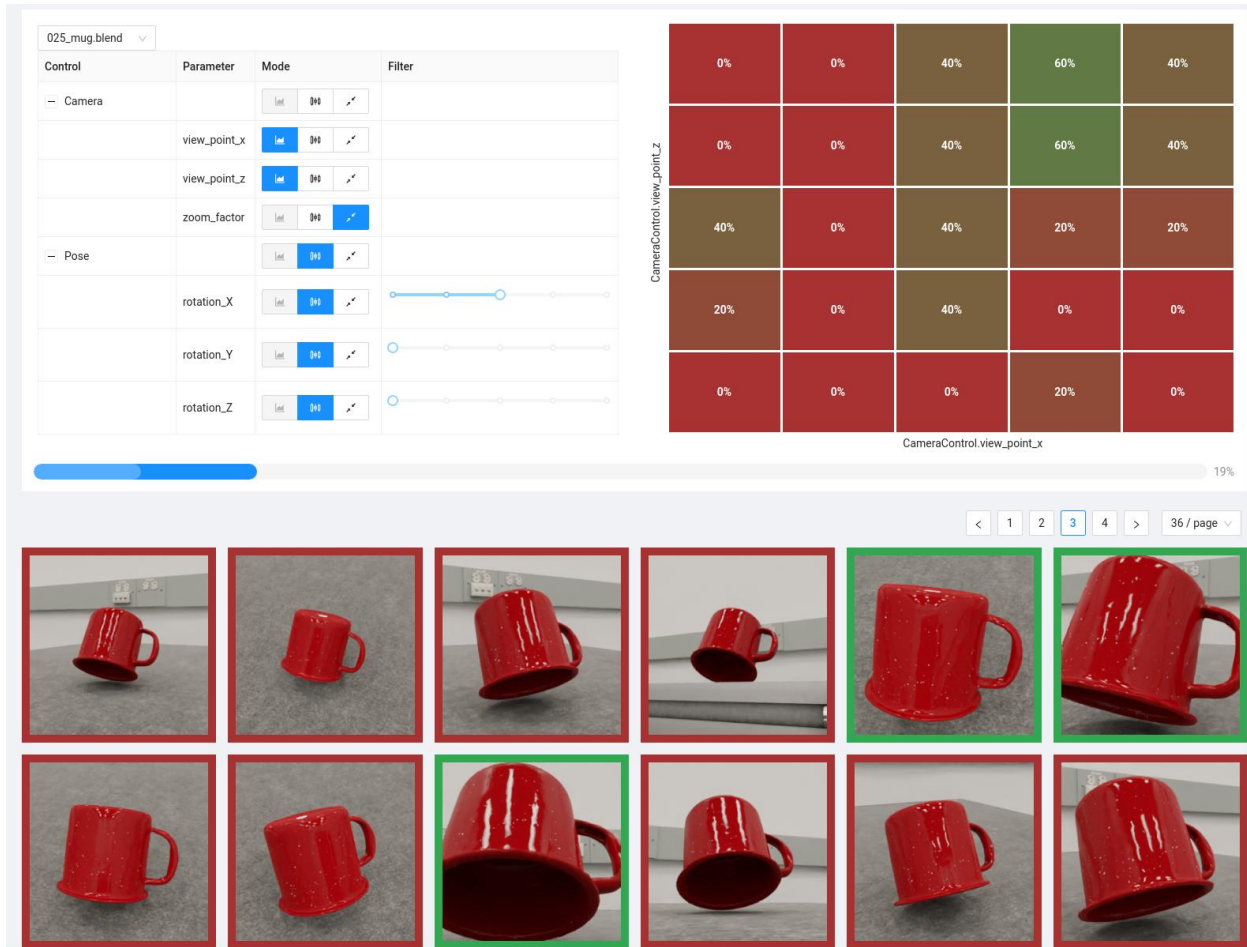 025_mug.blend
Control Parameter Mode Filter
Camera
view_point_x
view_point_z
zoom_factor
Pose
rotation_X
rotation_Y
rotation_Z
CameraControl.view_point_z
0% 0% 40% 60% 40%
0% 0% 40% 60% 40%
40% 0% 40% 20% 20%
20% 0% 40% 0% 0%
0% 0% 0% 20% 0%
CameraControl.view_point_x
19%
< 1 2 3 4 > 36 / page